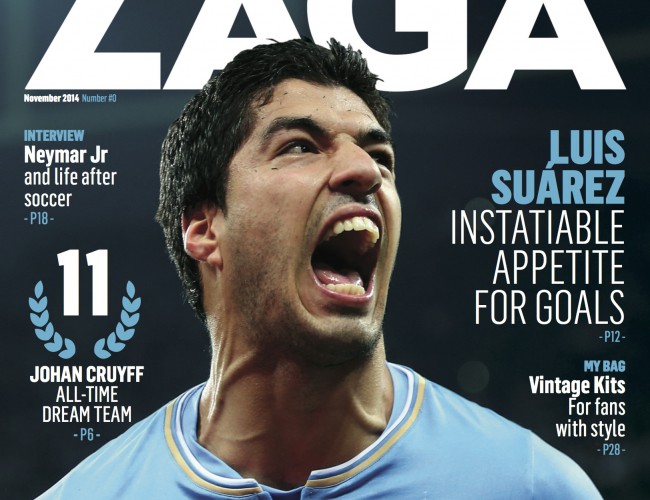 ZAGA
November 2014 Number #0
INTERVIEW
Neymar Jr
and life after
soccer
- P18 -
11
JOHAN CRUYFF
ALL-TIME
DREAM TEAM
- P6 -
LUIS
SUÁREZ
INSTATIABLE
APPETITE
FOR GOALS
- P12 -
MY BAG
Vintage Kits
For fans
with style
- P28 -